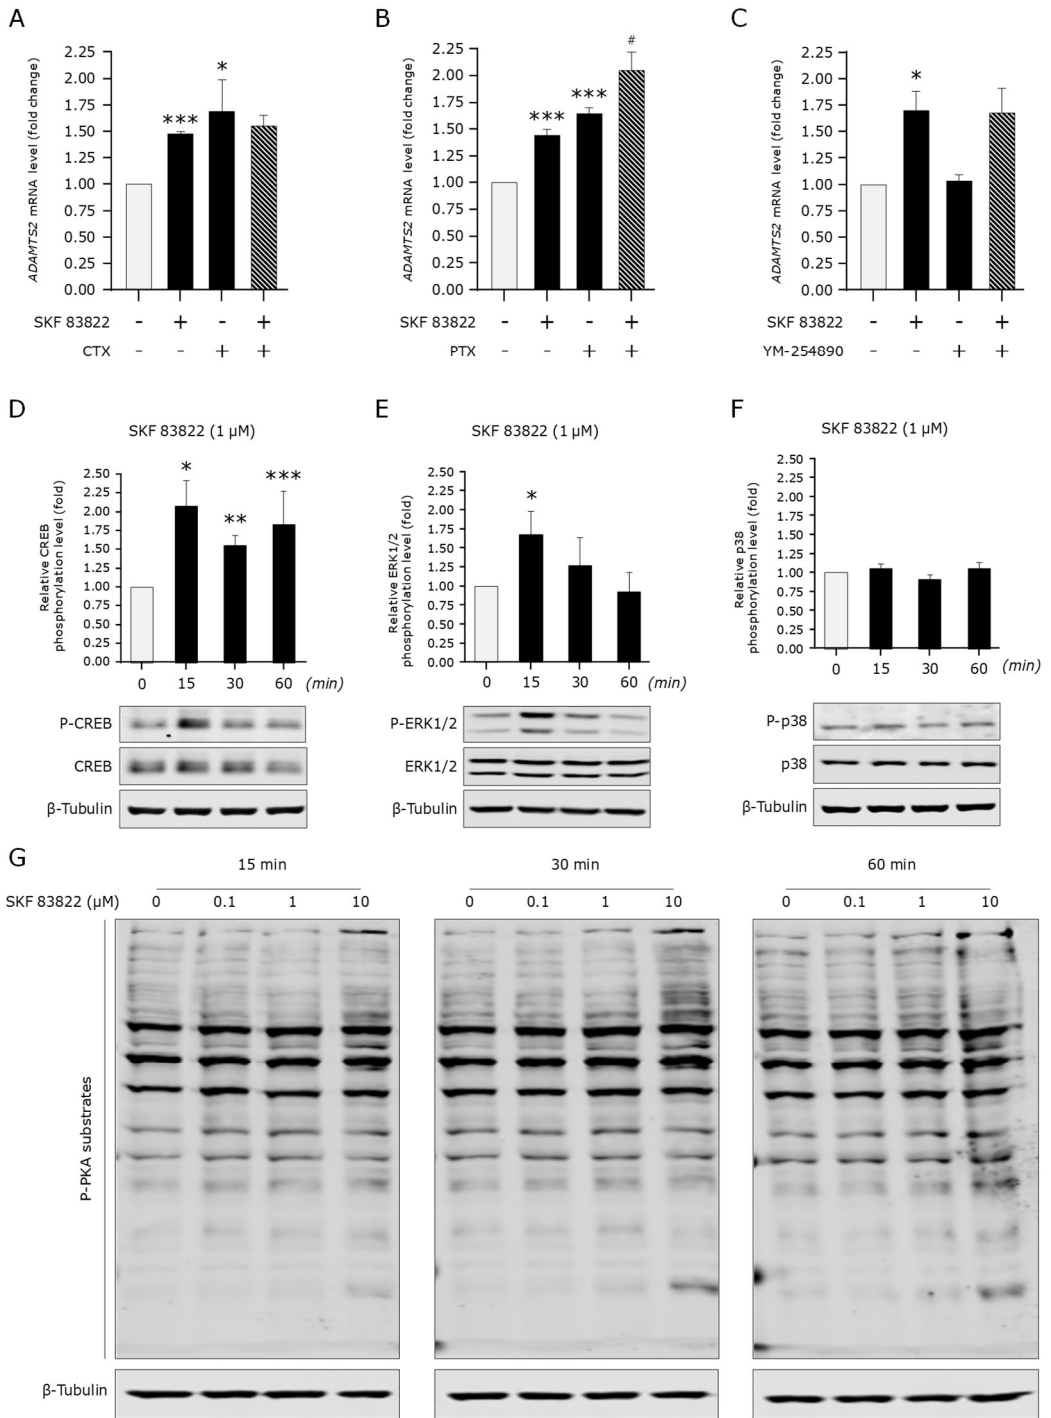 A
B
C
ADAMTS2 mRNA level (fold change)
2.25
2.00
1.75
1.50
1.25
1.00
0.75
0.50
0.25
0.00
***
*
SKF 83822 - + - +
CTX - - + +
ADAMTS2 mRNA level (fold change)
2.25
2.00
1.75
1.50
1.25
1.00
0.75
0.50
0.25
0.00
***
***
#
SKF 83822 - + - +
PTX - - + +
ADAMTS2 mRNA level (fold change)
2.25
2.00
1.75
1.50
1.25
1.00
0.75
0.50
0.25
0.00
*
SKF 83822 - + - +
YM-254890 - - + +
D
SKF 83822 (1 µM)
Relative CREB
phosphorylation level (fold)
2.50
2.25
2.00
1.75
1.50
1.25
1.00
0.75
0.50
0.25
0.00
*
**
***
0 15 30 60 (min)
P-CREB
CREB
β-Tubulin
E
SKF 83822 (1 µM)
Relative ERK1/2
phosphorylation level (fold)
2.50
2.25
2.00
1.75
1.50
1.25
1.00
0.75
0.50
0.25
0.00
*
0 15 30 60 (min)
P-ERK1/2
ERK1/2
β-Tubulin
F
SKF 83822 (1 µM)
Relative p38
phosphorylation level (fold)
2.50
2.25
2.00
1.75
1.50
1.25
1.00
0.75
0.50
0.25
0.00
0 15 30 60 (min)
P-p38
p38
β-Tubulin
G
15 min
30 min
60 min
SKF 83822 (µM) 0 0.1 1 10
0 0.1 1 10
0 0.1 1 10
P-PKA substrates
β-Tubulin